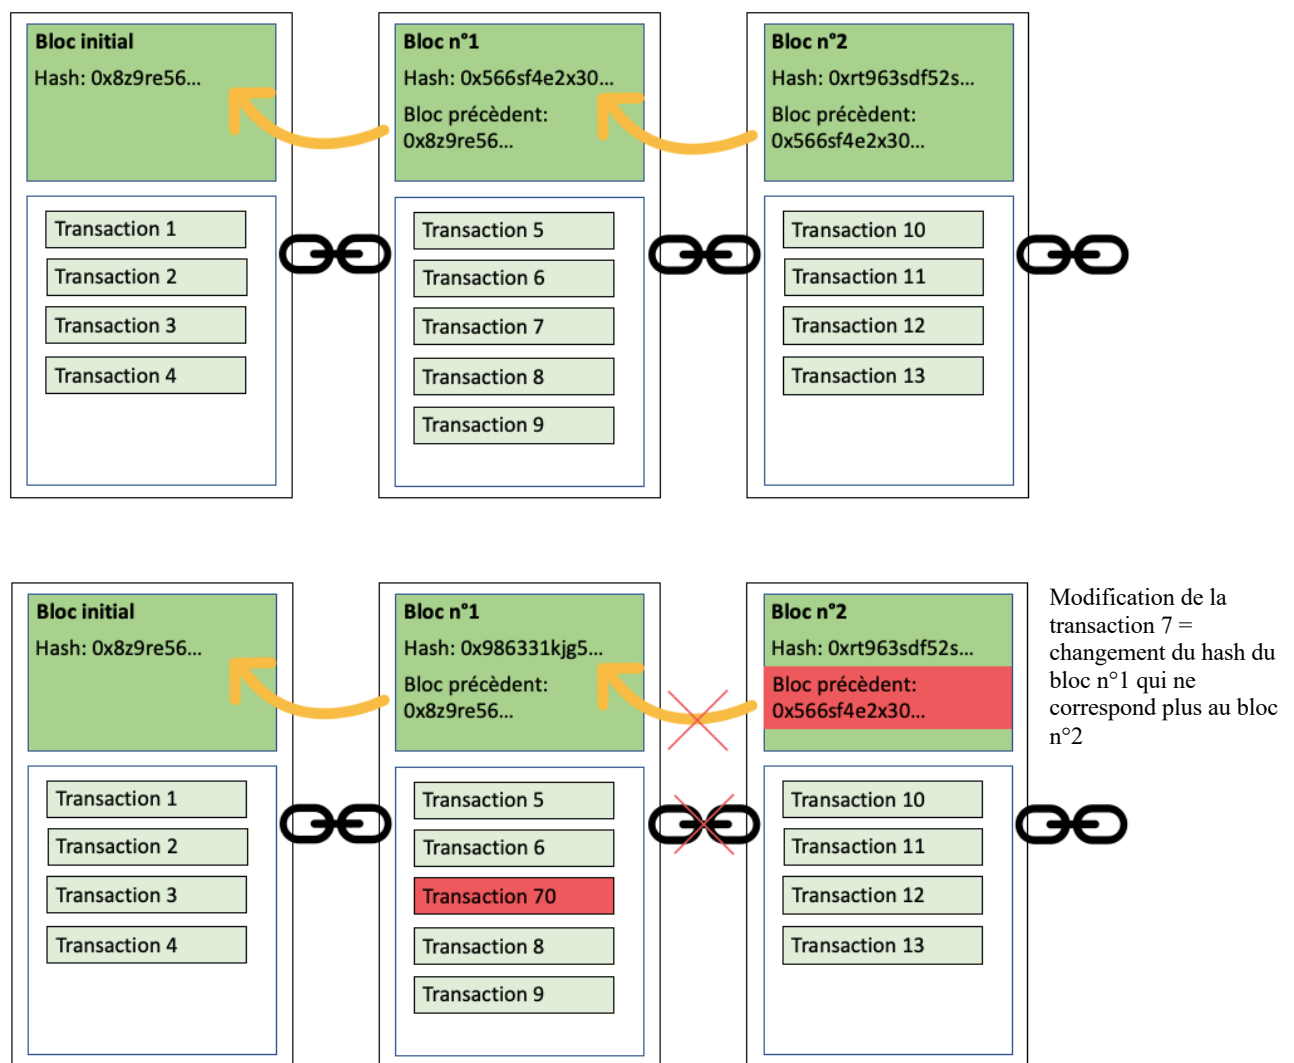 Bloc initial
Hash: 0x8z9re56...
Transaction 1
Transaction 2
Transaction 3
Transaction 4
Bloc n°1
Hash: 0x566sf4e2x30...
Bloc précèdent:
0x8z9re56...
Transaction 5
Transaction 6
Transaction 7
Transaction 8
Transaction 9
Bloc n°2
Hash: 0xrt963sdf52s...
Bloc précèdent:
0x566sf4e2x30...
Transaction 10
Transaction 11
Transaction 12
Transaction 13
Bloc initial
Hash: 0x8z9re56...
Transaction 1
Transaction 2
Transaction 3
Transaction 4
Bloc n°1
Hash: 0x986331kjg5...
Bloc précèdent:
0x8z9re56...
Transaction 5
Transaction 6
Transaction 70
Transaction 8
Transaction 9
Bloc n°2
Hash: 0xrt963sdf52s...
Bloc précèdent:
0x566sf4e2x30...
Transaction 10
Transaction 11
Transaction 12
Transaction 13
Modification de la
transaction 7 =
changement du hash du
bloc n°1 qui ne
correspond plus au bloc
n°2